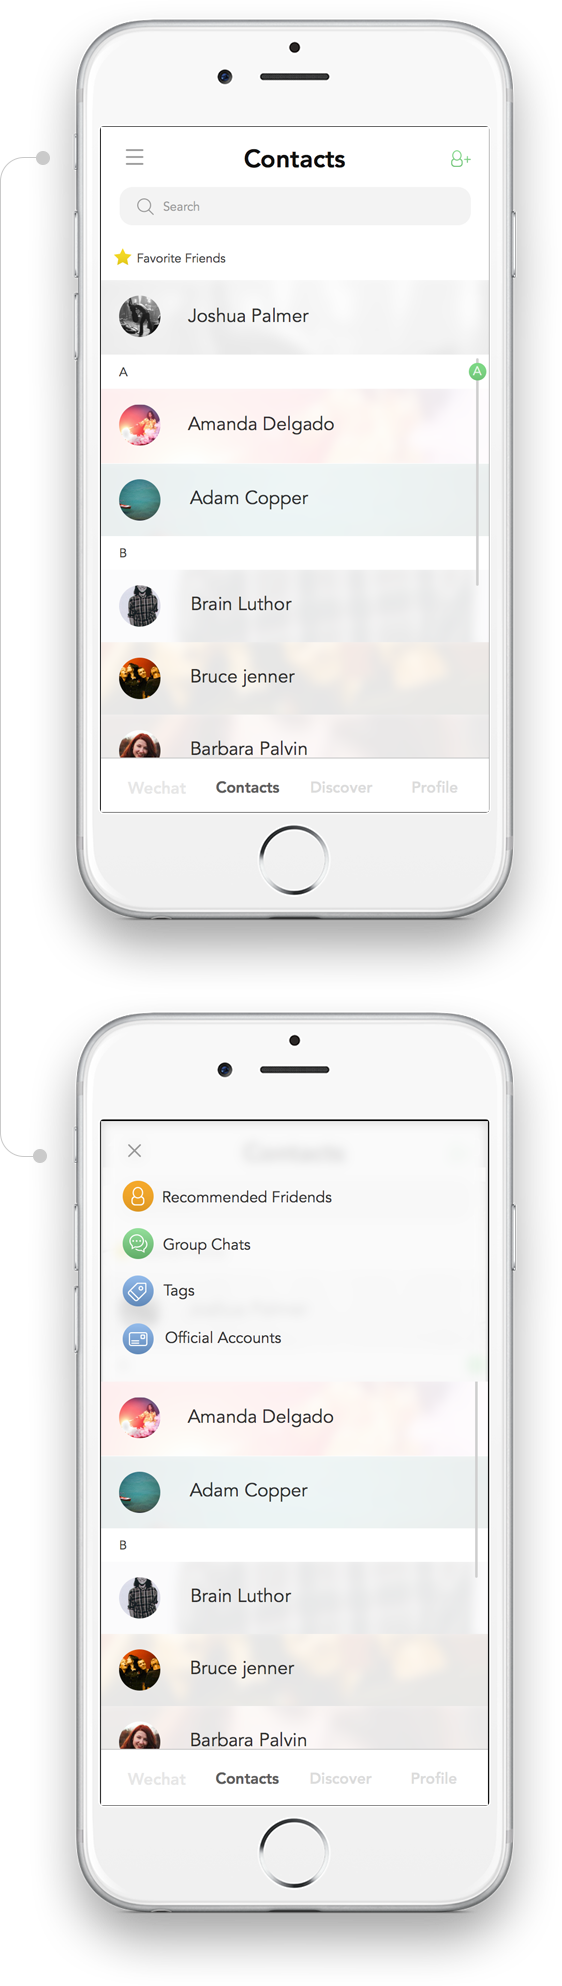 Contacts
Search
Favorite Friends
Joshua Palmer
A
A
Amanda Delgado
Adam Copper
B
Brain Luthor
Bruce jenner
Barbara Palvin
Wechat Contacts Discover Profile
Contacts
Recommended Fridends
Group Chats
Tags
Official Accounts
Amanda Delgado
Adam Copper
B
Brain Luthor
Bruce jenner
Barbara Palvin
Wechat Contacts Discover Profile